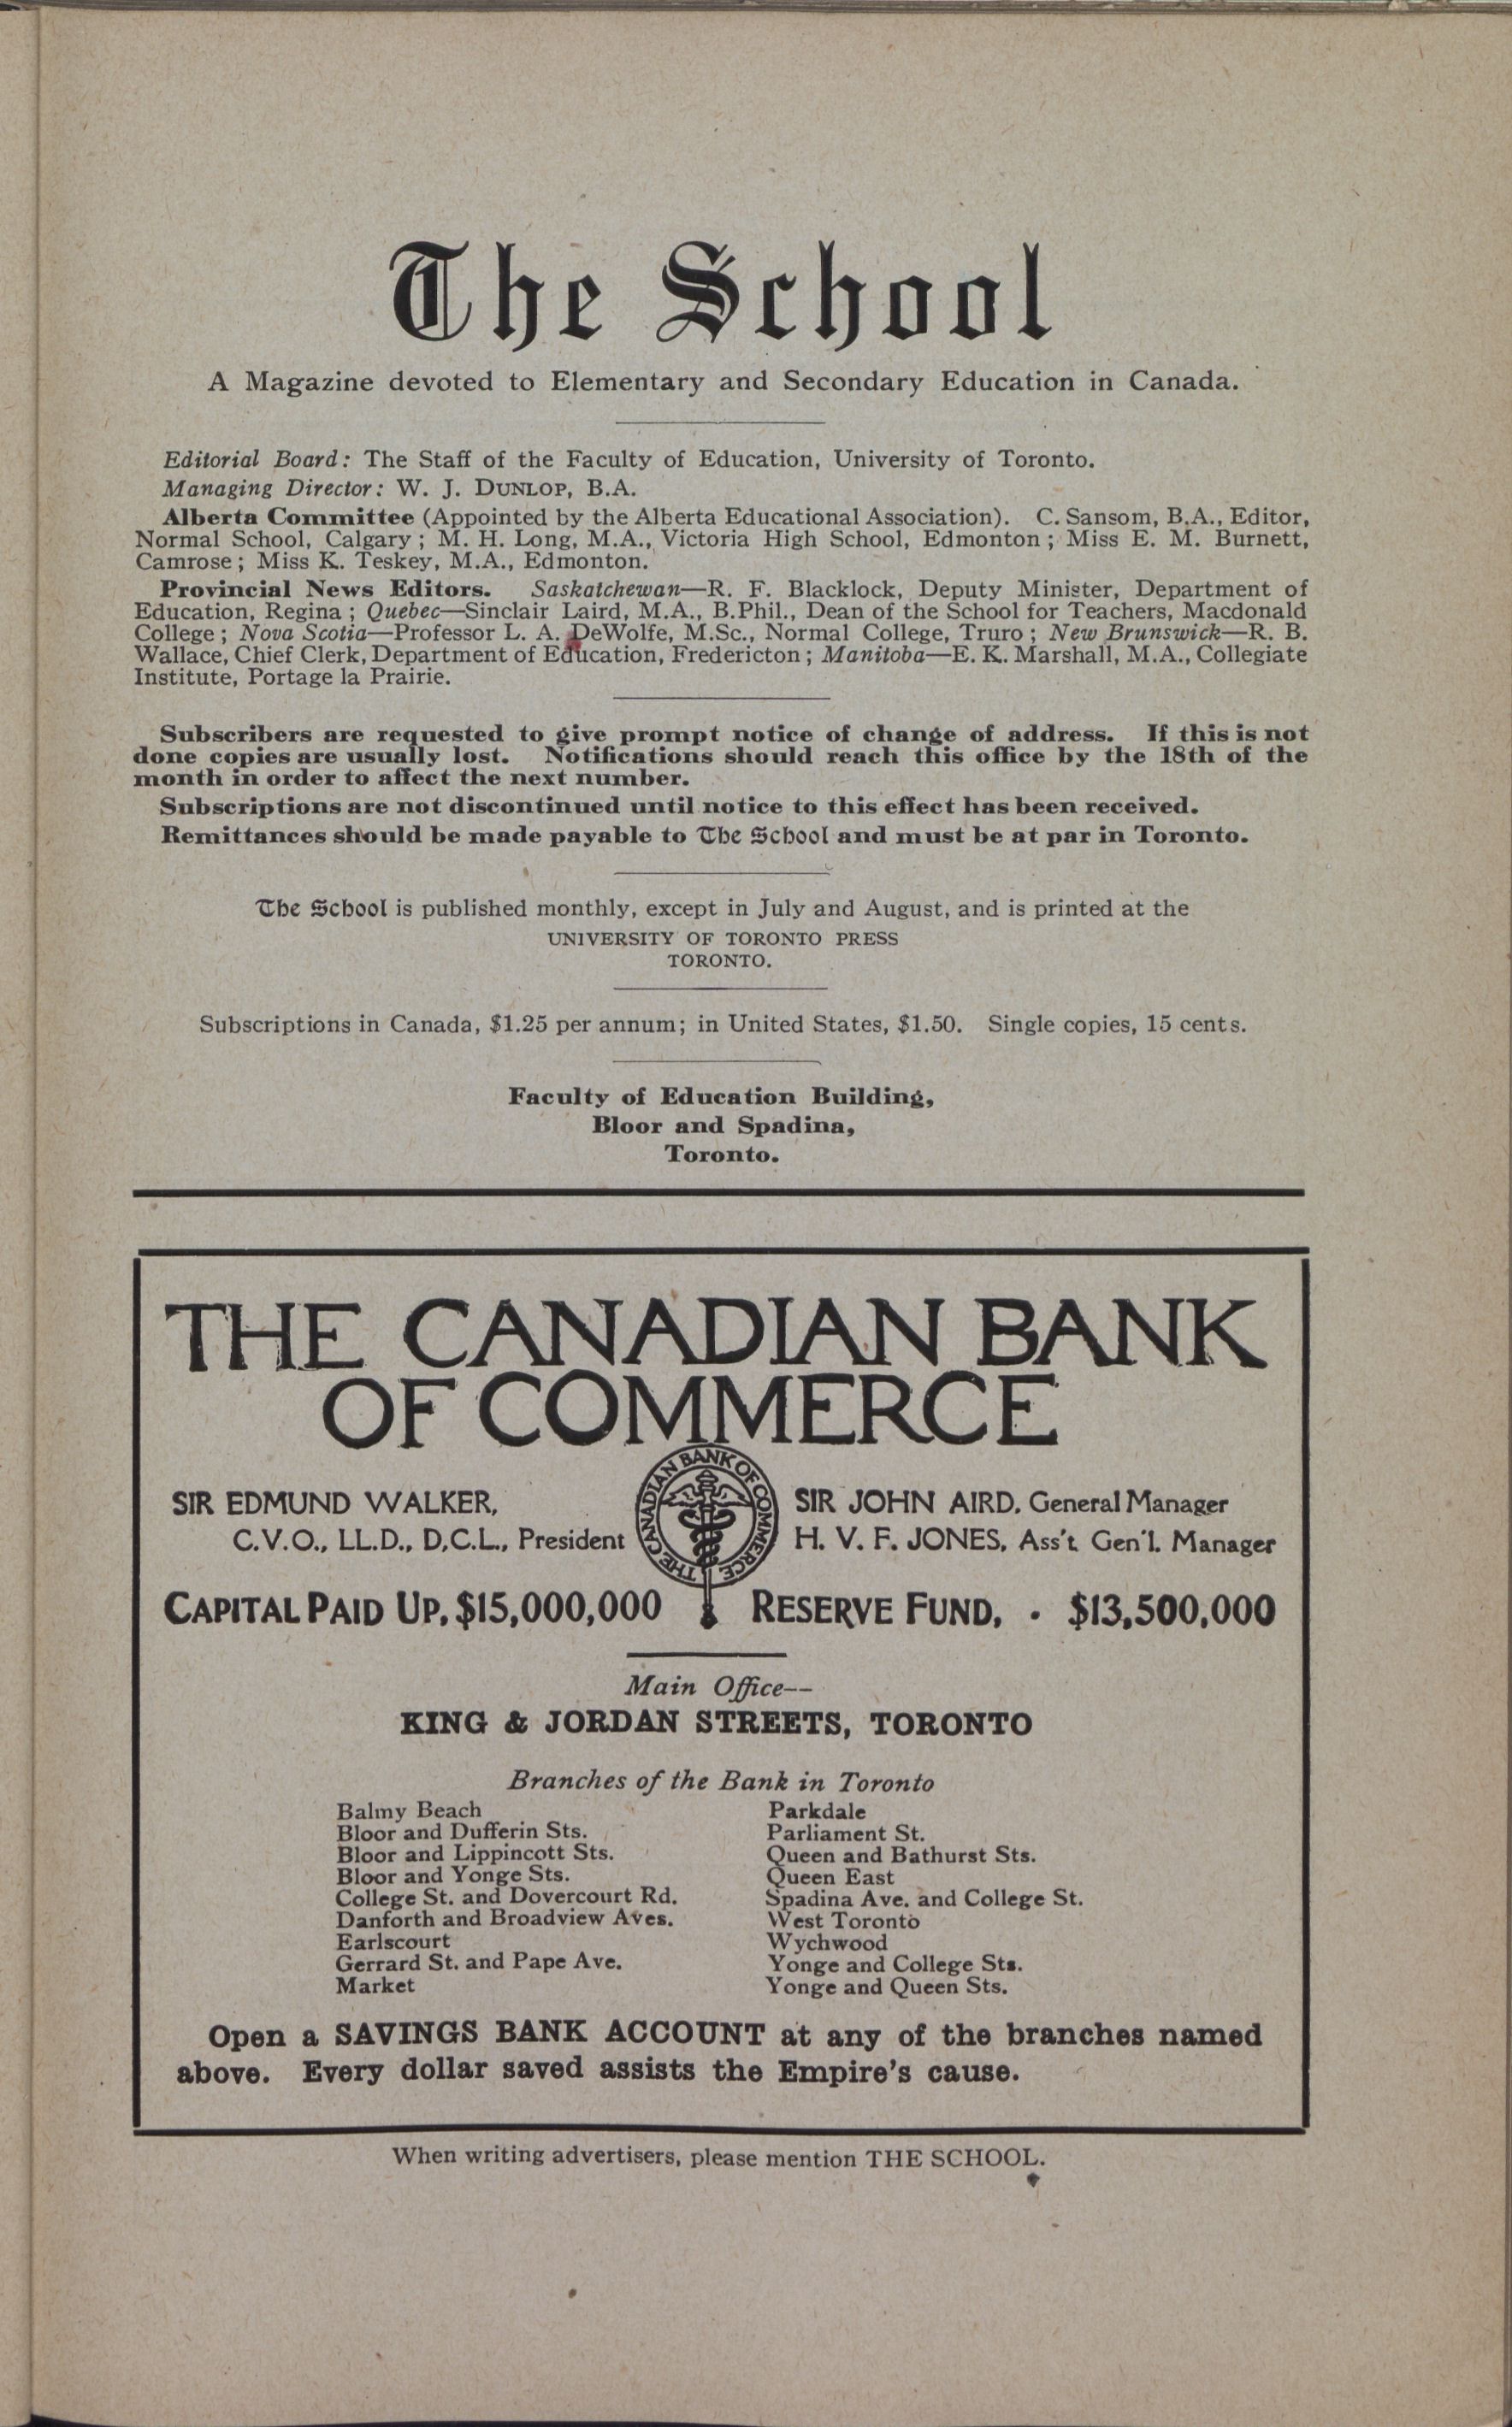 The School
A Magazine devoted to Elementary and Secondary Education in Canada.
Editorial Board: The Staff of the Faculty of Education, University of Toronto.
Managing Director: W. J. DUNLOP, B.A.
Alberta Committee (Appointed by the Alberta Educational Association). C. Sansom, B.A., Editor,
Normal School, Calgary; M. H. Long, M.A., Victoria High School, Edmonton; Miss E. M. Burnett,
Camrose; Miss K. Teskey, M.A., Edmonton.
Provincial News Editors. Saskatchewan—R. F. Blacklock, Deputy Minister, Department of
Education, Regina; Quebec—Sinclair Laird, M.A., B.Phil., Dean of the School for Teachers, Macdonald
College; Nova Scotia—Professor L. A. DeWolfe, M.Sc., Normal College, Truro; New Brunswick—R. B.
Wallace, Chief Clerk, Department of Education, Fredericton; Manitoba—E. K. Marshall, M.A., Collegiate
Institute, Portage la Prairie.
Subscribers are requested to give prompt notice of change of address. If this is not
done copies are usually lost. Notifications should reach this office by the 18th of the
month in order to affect the next number.
Subscriptions are not discontinued until notice to this effect has been received.
Remittances should be made payable to The School and must be at par in Toronto.
The School is published monthly, except in July and August, and is printed at the
UNIVERSITY OF TORONTO PRESS
TORONTO.
Subscriptions in Canada, $1.25 per annum; in United States, $1.50. Single copies, 15 cents.
Faculty of Education Building,
Bloor and Spadina,
Toronto.
THE CANADIAN BANK
OF COMMERCE
SIR EDMUND WALKER,
C.V.O., LL.D., D.C.L., President
THE CANADIAN BANK OF COMMERCE
SIR JOHN AIRD, General Manager
H. V. F. JONES, Ass't. Gen'l. Manager
CAPITAL PAID UP, $15,000,000
RESERVE FUND, . $13,500,000
Main Office--
KING & JORDAN STREETS, TORONTO
Branches of the Bank in Toronto
Balmy Beach
Bloor and Dufferin Sts.
Bloor and Lippincott Sts.
Bloor and Yonge Sts.
College St. and Dovercourt Rd.
Danforth and Broadview Aves.
Earlscourt
Gerrard St. and Pape Ave.
Market
Parkdale
Parliament St.
Queen and Bathurst Sts.
Queen East
Spadina Ave. and College St.
West Toronto
Wychwood
Yonge and College Sts.
Yonge and Queen Sts.
Open a SAVINGS BANK ACCOUNT at any of the branches named
above. Every dollar saved assists the Empire's cause.
When writing advertisers, please mention THE SCHOOL.